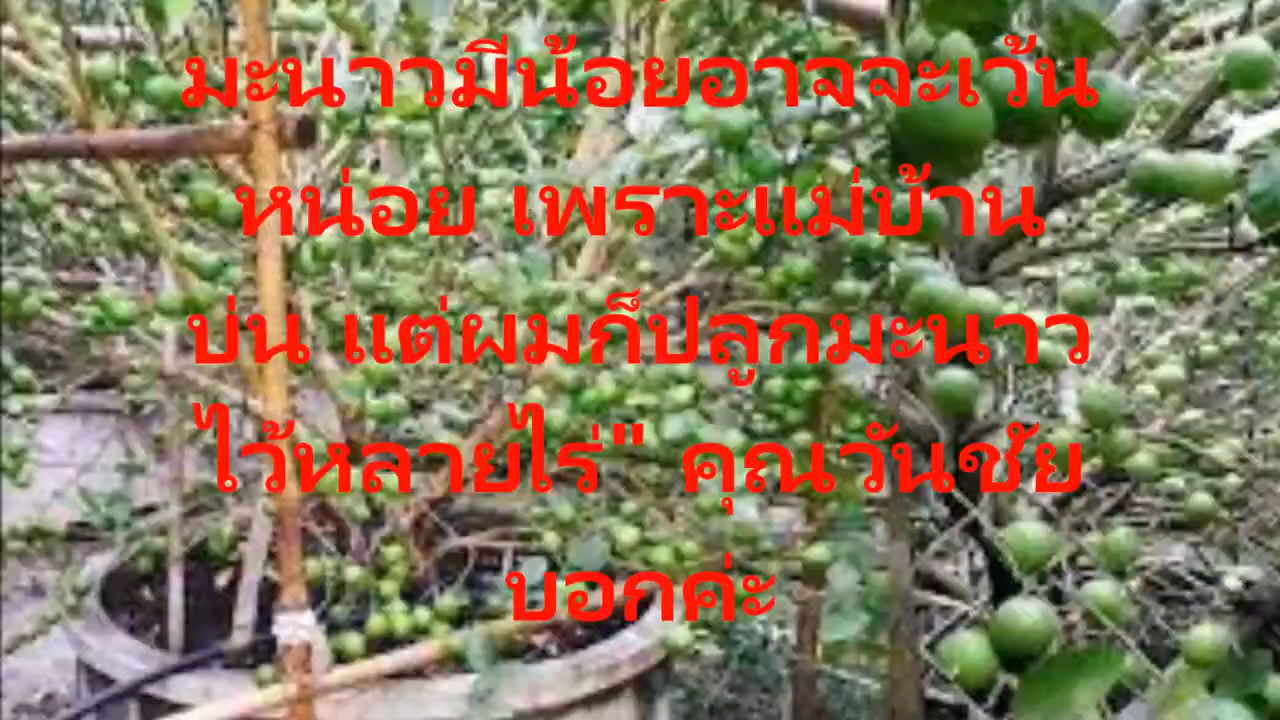 มะนาวมีน้อยอาจจะเว้น
หน่อย เพราะแม่บ้าน
บ่น แต่ผมก็ปลูกมะนาว
ไว้หลายไร่" คุณวันชัย
บอกค่ะ